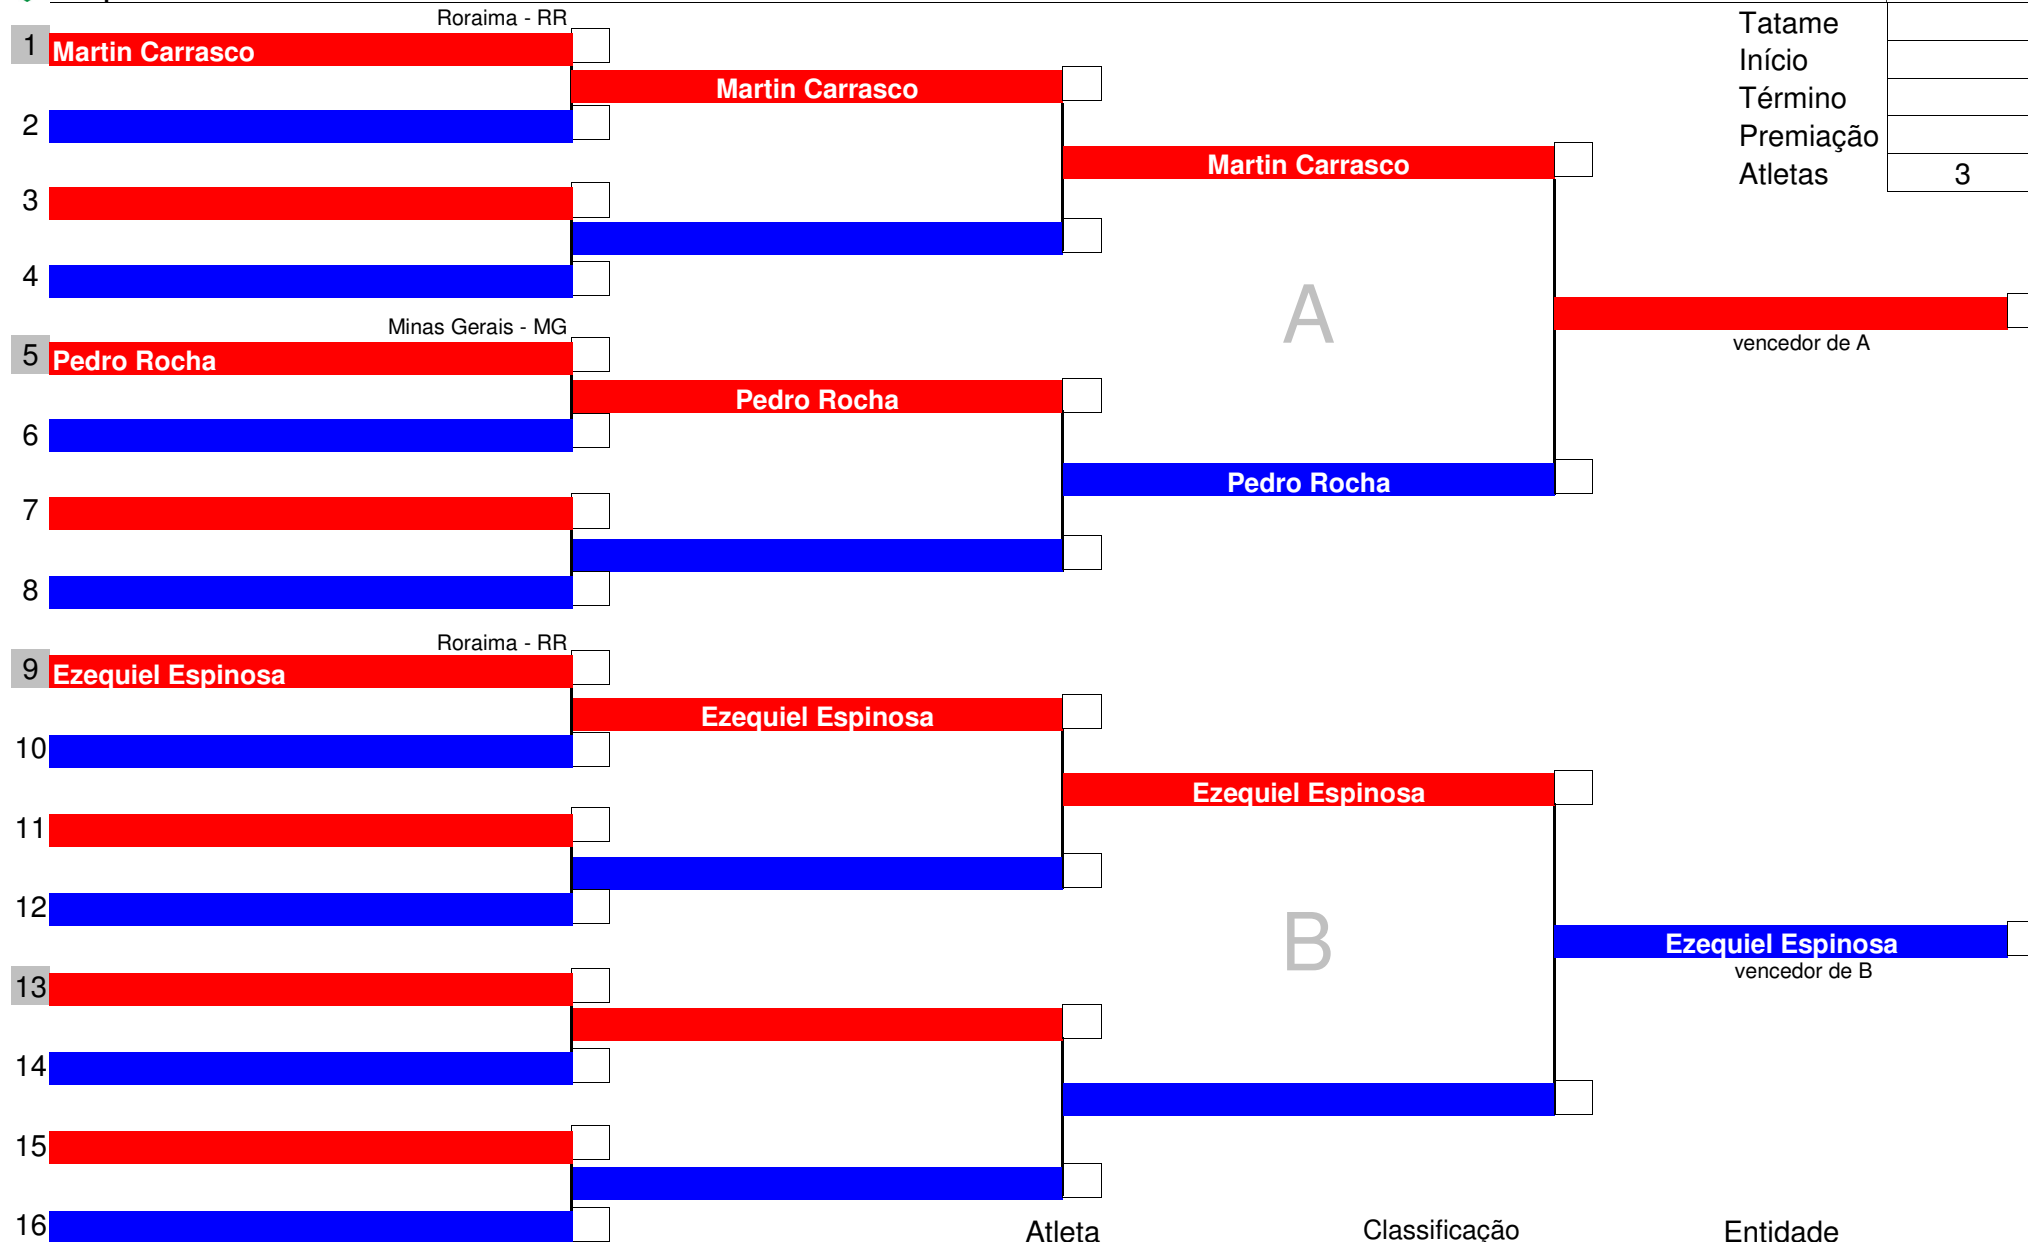 Roraima - RR
Tatame
1 Martin Carrasco
Início
Martin Carrasco
Término
2
Premiação
Martin Carrasco
Atletas 3
3
4
A
Minas Gerais - MG
vencedor de A
5 Pedro Rocha
Pedro Rocha
6
Pedro Rocha
7
8
Roraima - RR
9 Ezequiel Espinosa
Ezequiel Espinosa
10
Ezequiel Espinosa
11
12
B
Ezequiel Espinosa
vencedor de B
13
14
15
16
Atleta Classificação Entidade